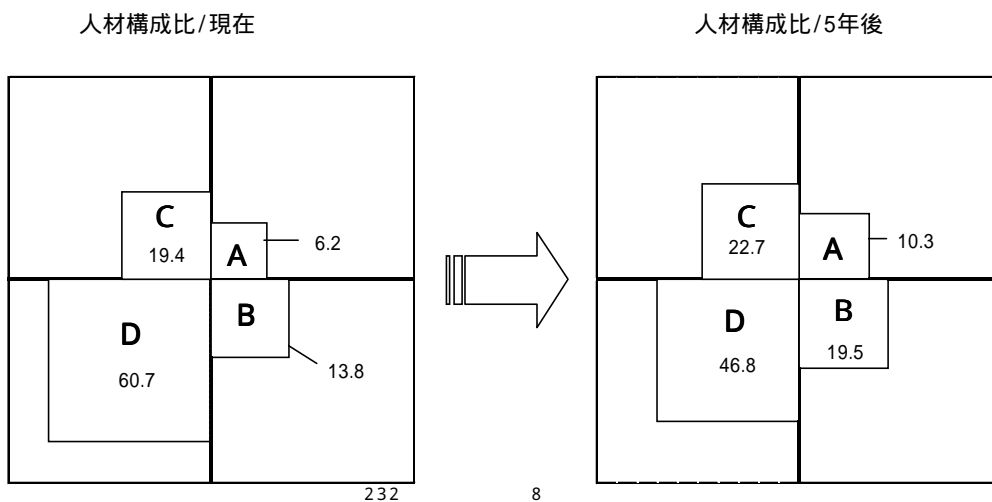 人材構成比/現在
人材構成比/5年後
C
19.4
A
6.2
D
60.7
B
13.8
C
22.7
A
10.3
D
46.8
B
19.5
232
8